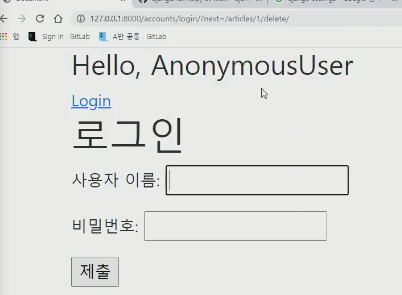 127.0.0.1:8000/accounts/login/?next=/articles/1/delete/
앱 Sign in · GitLab A반 공통 · GitLab
Hello, AnonymousUser
Login
로그인
사용자 이름:
비밀번호:
제출